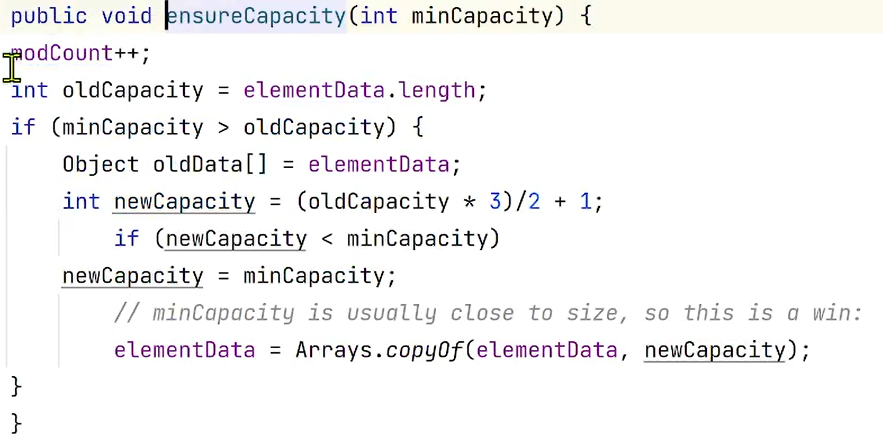 public void ensureCapacity(int minCapacity) {
modCount++;
int oldCapacity = elementData.length;
if (minCapacity > oldCapacity) {
Object oldData[] = elementData;
int newCapacity = (oldCapacity * 3)/2 + 1;
if (newCapacity < minCapacity)
newCapacity = minCapacity;
// minCapacity is usually close to size, so this is a win:
elementData = Arrays.copyOf(elementData, newCapacity);
}
}